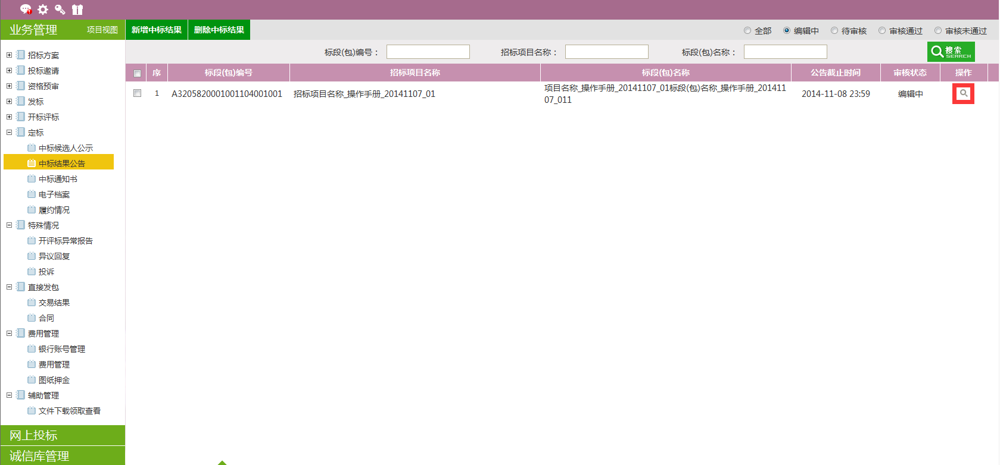 业务管理 项目视图 新增中标结果 删除中标结果 全部 编辑中 待审核 审核通过 审核未通过
标段(包)编号： 招标项目名称： 标段(包)名称： 搜索 SEARCH
序 标段(包)编号 招标项目名称 标段(包)名称 公告截止时间 审核状态 操作
1 A3205820001001104001001 招标项目名称_操作手册_20141107_01 项目名称_操作手册_20141107_01标段(包)名称_操作手册_201411
07_011 2014-11-08 23:59 编辑中
招标方案
投标邀请
资格预审
发标
开标评标
定标
中标候选人公示
中标结果公告
中标通知书
电子档案
履约情况
特殊情况
开评标异常报告
异议回复
投诉
直接发包
交易结果
合同
费用管理
银行账号管理
费用管理
图纸押金
辅助管理
文件下载领取查看
网上投标
诚信库管理